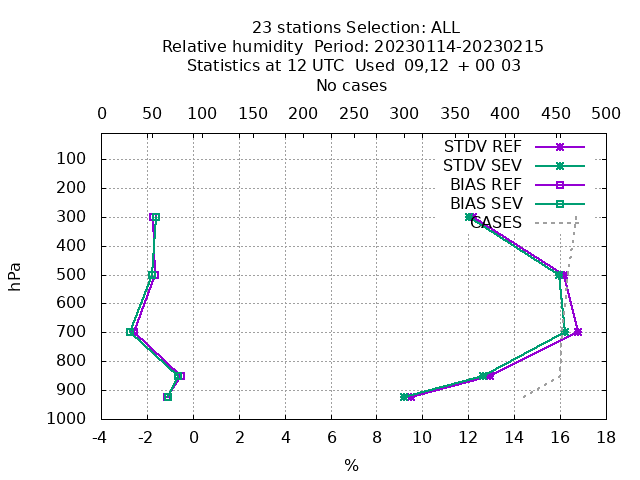 23 stations Selection: ALL
Relative humidity  Period: 20230114-20230215
Statistics at 12 UTC  Used  09,12  + 00 03
No cases
0 50 100 150 200 250 300 350 400 450 500
STDV REF
STDV SEV
BIAS REF
BIAS SEV
CASES
hPa
100
200
300
400
500
600
700
800
900
1000
-4 -2 0 2 4 6 8 10 12 14 16 18
%